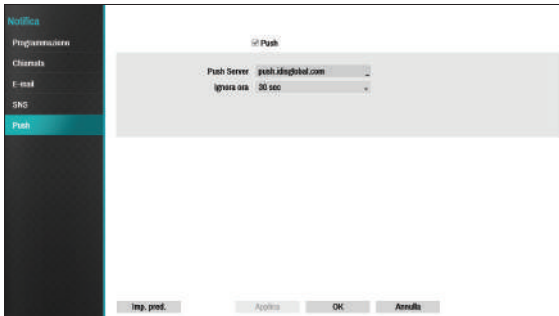 Notifica
Programmazione
Chiamata
E-mail
SNS
Push
Push
Push Server push.idisglobal.com
Ignora ora 30 sec
Imp. pred. Applica OK Annulla